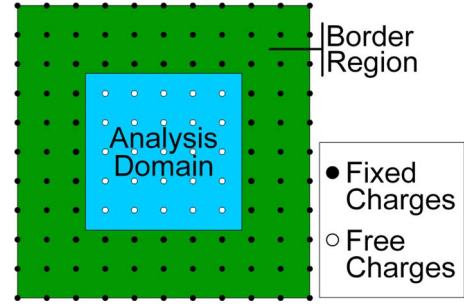 Border
Region
Analysis
Domain
Fixed
Charges
Free
Charges